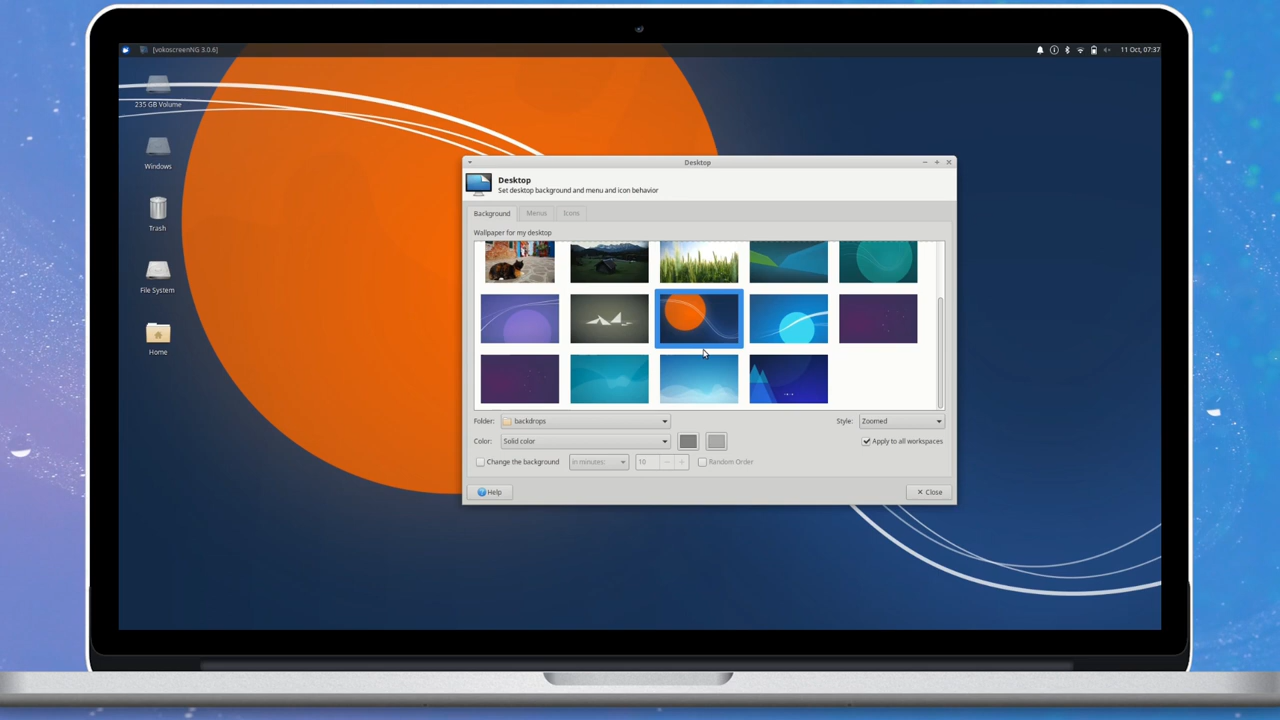 [vokoscreenNG 3.0.6]
11 Oct, 07:37
235 GB Volume
Windows
Trash
File System
Home
Desktop
Desktop
Set desktop background and menu and icon behavior
Background Menus Icons
Wallpaper for my desktop
Folder: backdrops Style: Zoomed
Color: Solid color Apply to all workspaces
Change the background in minutes: 10 Random Order
Help Close